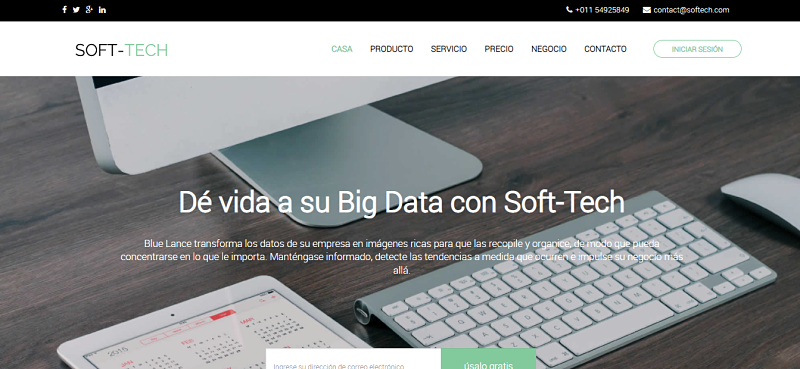 +011 54925849 contact@softech.com
SOFT-TECH CASA PRODUCTO SERVICIO PRECIO NEGOCIO CONTACTO INICIAR SESIÓN
Dé vida a su Big Data con Soft-Tech
Blue Lance transforma los datos de su empresa en imágenes ricas para que las recopile y organice, de modo que pueda
concentrarse en lo que le importa. Manténgase informado, detecte las tendencias a medida que ocurren e impulse su negocio más
allá.
2015
JAN
MAR
Ingrese su dirección de correo electrónico úsalo gratis